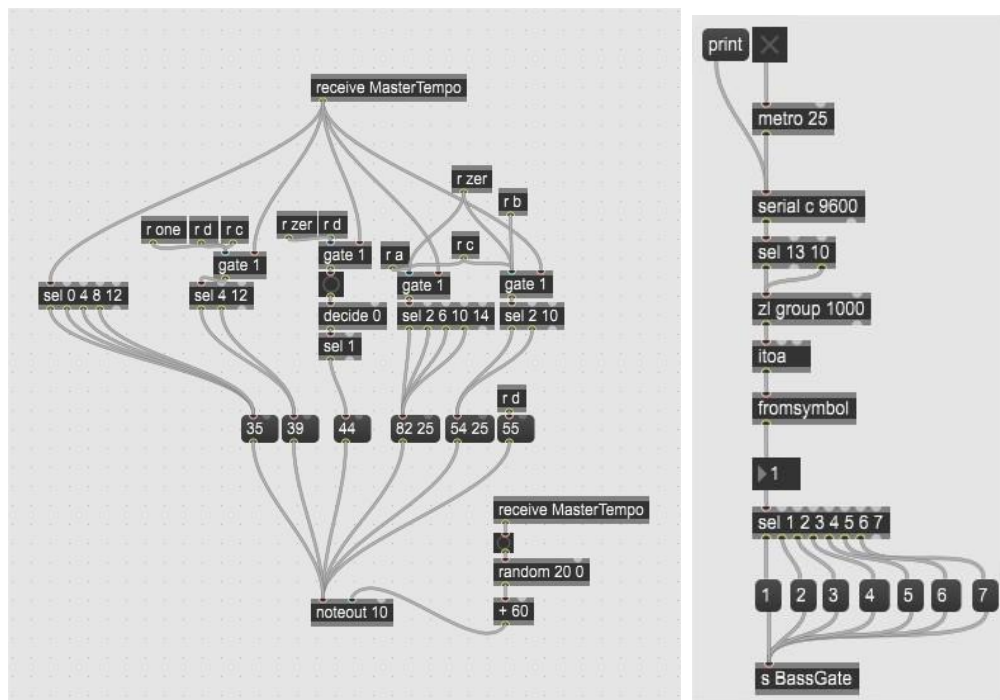 receive MasterTempo
r zer
r b
r one
r d
r c
r zer
r d
r c
r a
gate 1
gate 1
gate 1
gate 1
sel 0 4 8 12
sel 4 12
decide 0
sel 2 6 10 14
sel 2 10
sel 1
r d
35
39
44
82 25
54 25
55
receive MasterTempo
random 20 0
noteout 10
+ 60
print
metro 25
serial c 9600
sel 13 10
zl group 1000
itoa
fromsymbol
1
sel 1 2 3 4 5 6 7
1
2
3
4
5
6
7
s BassGate